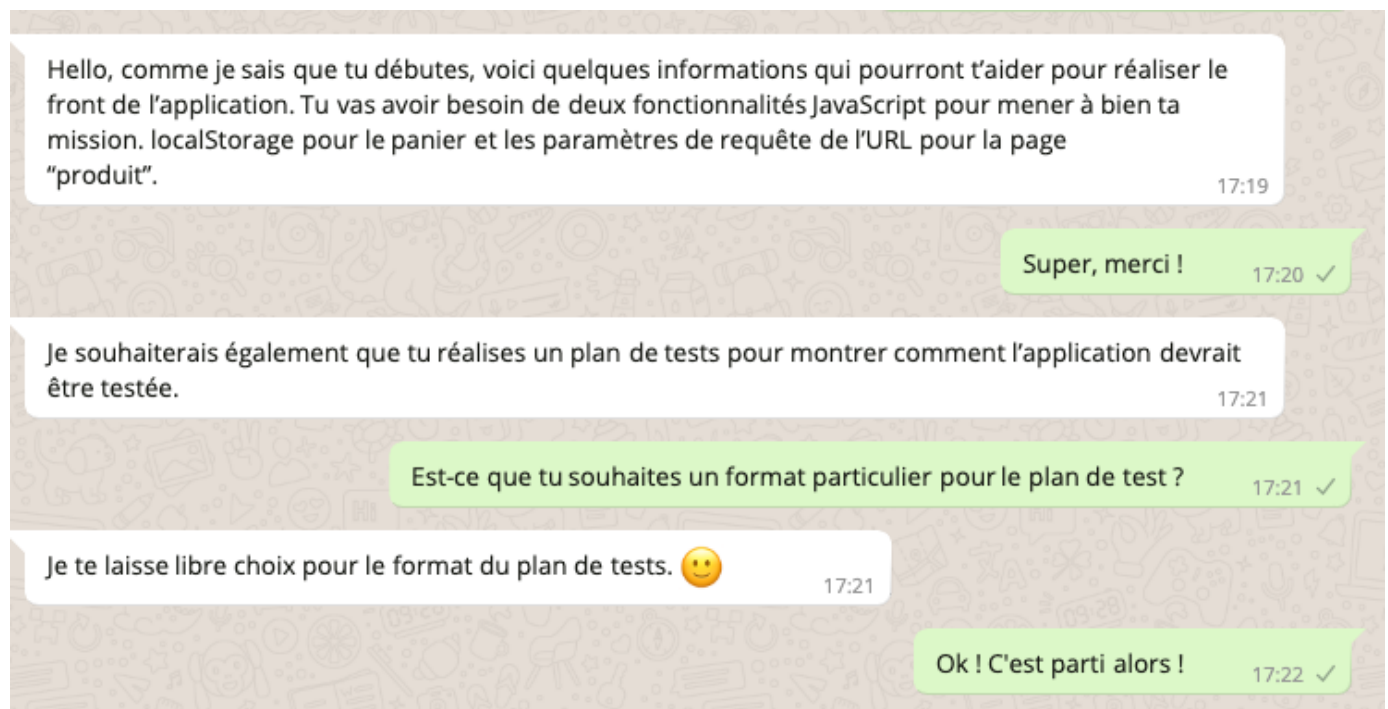 Hello, comme je sais que tu débutes, voici quelques informations qui pourront t’aider pour réaliser le
front de l’application. Tu vas avoir besoin de deux fonctionnalités JavaScript pour mener à bien ta
mission. localStorage pour le panier et les paramètres de requête de l’URL pour la page
“produit”.
17:19
Super, merci !
17:20
Je souhaiterais également que tu réalises un plan de tests pour montrer comment l’application devrait
être testée.
17:21
Est-ce que tu souhaites un format particulier pour le plan de test ?
17:21
Je te laisse libre choix pour le format du plan de tests. 🙂
17:21
Ok ! C'est parti alors !
17:22